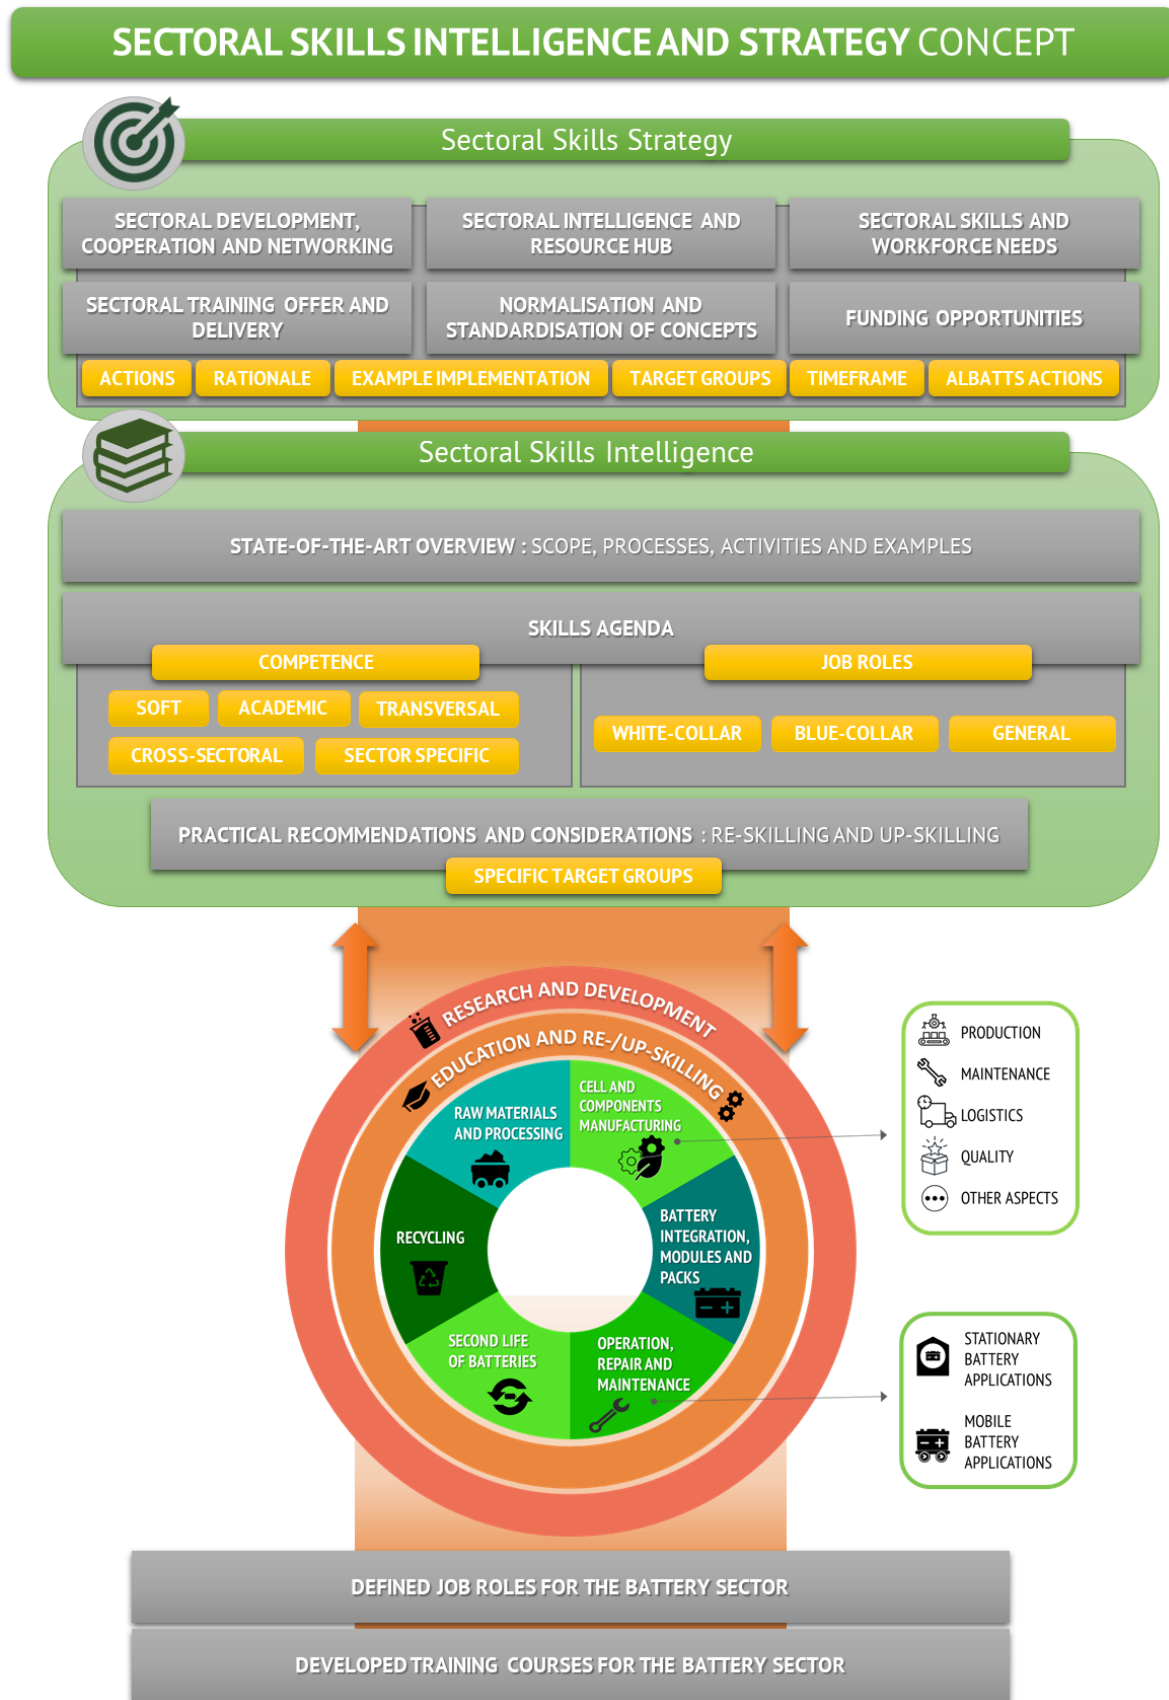 SECTORAL SKILLS INTELLIGENCE AND STRATEGY CONCEPT
Sectoral Skills Strategy
SECTORAL DEVELOPMENT,
COOPERATION AND NETWORKING
SECTORAL INTELLIGENCE AND
RESOURCE HUB
SECTORAL SKILLS AND
WORKFORCE NEEDS
SECTORAL TRAINING OFFER AND
DELIVERY
NORMALISATION AND
STANDARDISATION OF CONCEPTS
FUNDING OPPORTUNITIES
ACTIONS
RATIONALE
EXAMPLE IMPLEMENTATION
TARGET GROUPS
TIMEFRAME
ALBATTS ACTIONS
Sectoral Skills Intelligence
STATE-OF-THE-ART OVERVIEW : SCOPE, PROCESSES, ACTIVITIES AND EXAMPLES
SKILLS AGENDA
COMPETENCE
SOFT
ACADEMIC
TRANSVERSAL
CROSS-SECTORAL
SECTOR SPECIFIC
JOB ROLES
WHITE-COLLAR
BLUE-COLLAR
GENERAL
PRACTICAL RECOMMENDATIONS AND CONSIDERATIONS : RE-SKILLING AND UP-SKILLING
SPECIFIC TARGET GROUPS
RESEARCH AND DEVELOPMENT
EDUCATION AND RE-/UP-SKILLING
RAW MATERIALS
AND PROCESSING
CELL AND
COMPONENTS
MANUFACTURING
BATTERY
INTEGRATION,
MODULES AND
PACKS
OPERATION,
REPAIR AND
MAINTENANCE
SECOND LIFE
OF BATTERIES
RECYCLING
PRODUCTION
MAINTENANCE
LOGISTICS
QUALITY
OTHER ASPECTS
STATIONARY
BATTERY
APPLICATIONS
MOBILE
BATTERY
APPLICATIONS
DEFINED JOB ROLES FOR THE BATTERY SECTOR
DEVELOPED TRAINING COURSES FOR THE BATTERY SECTOR